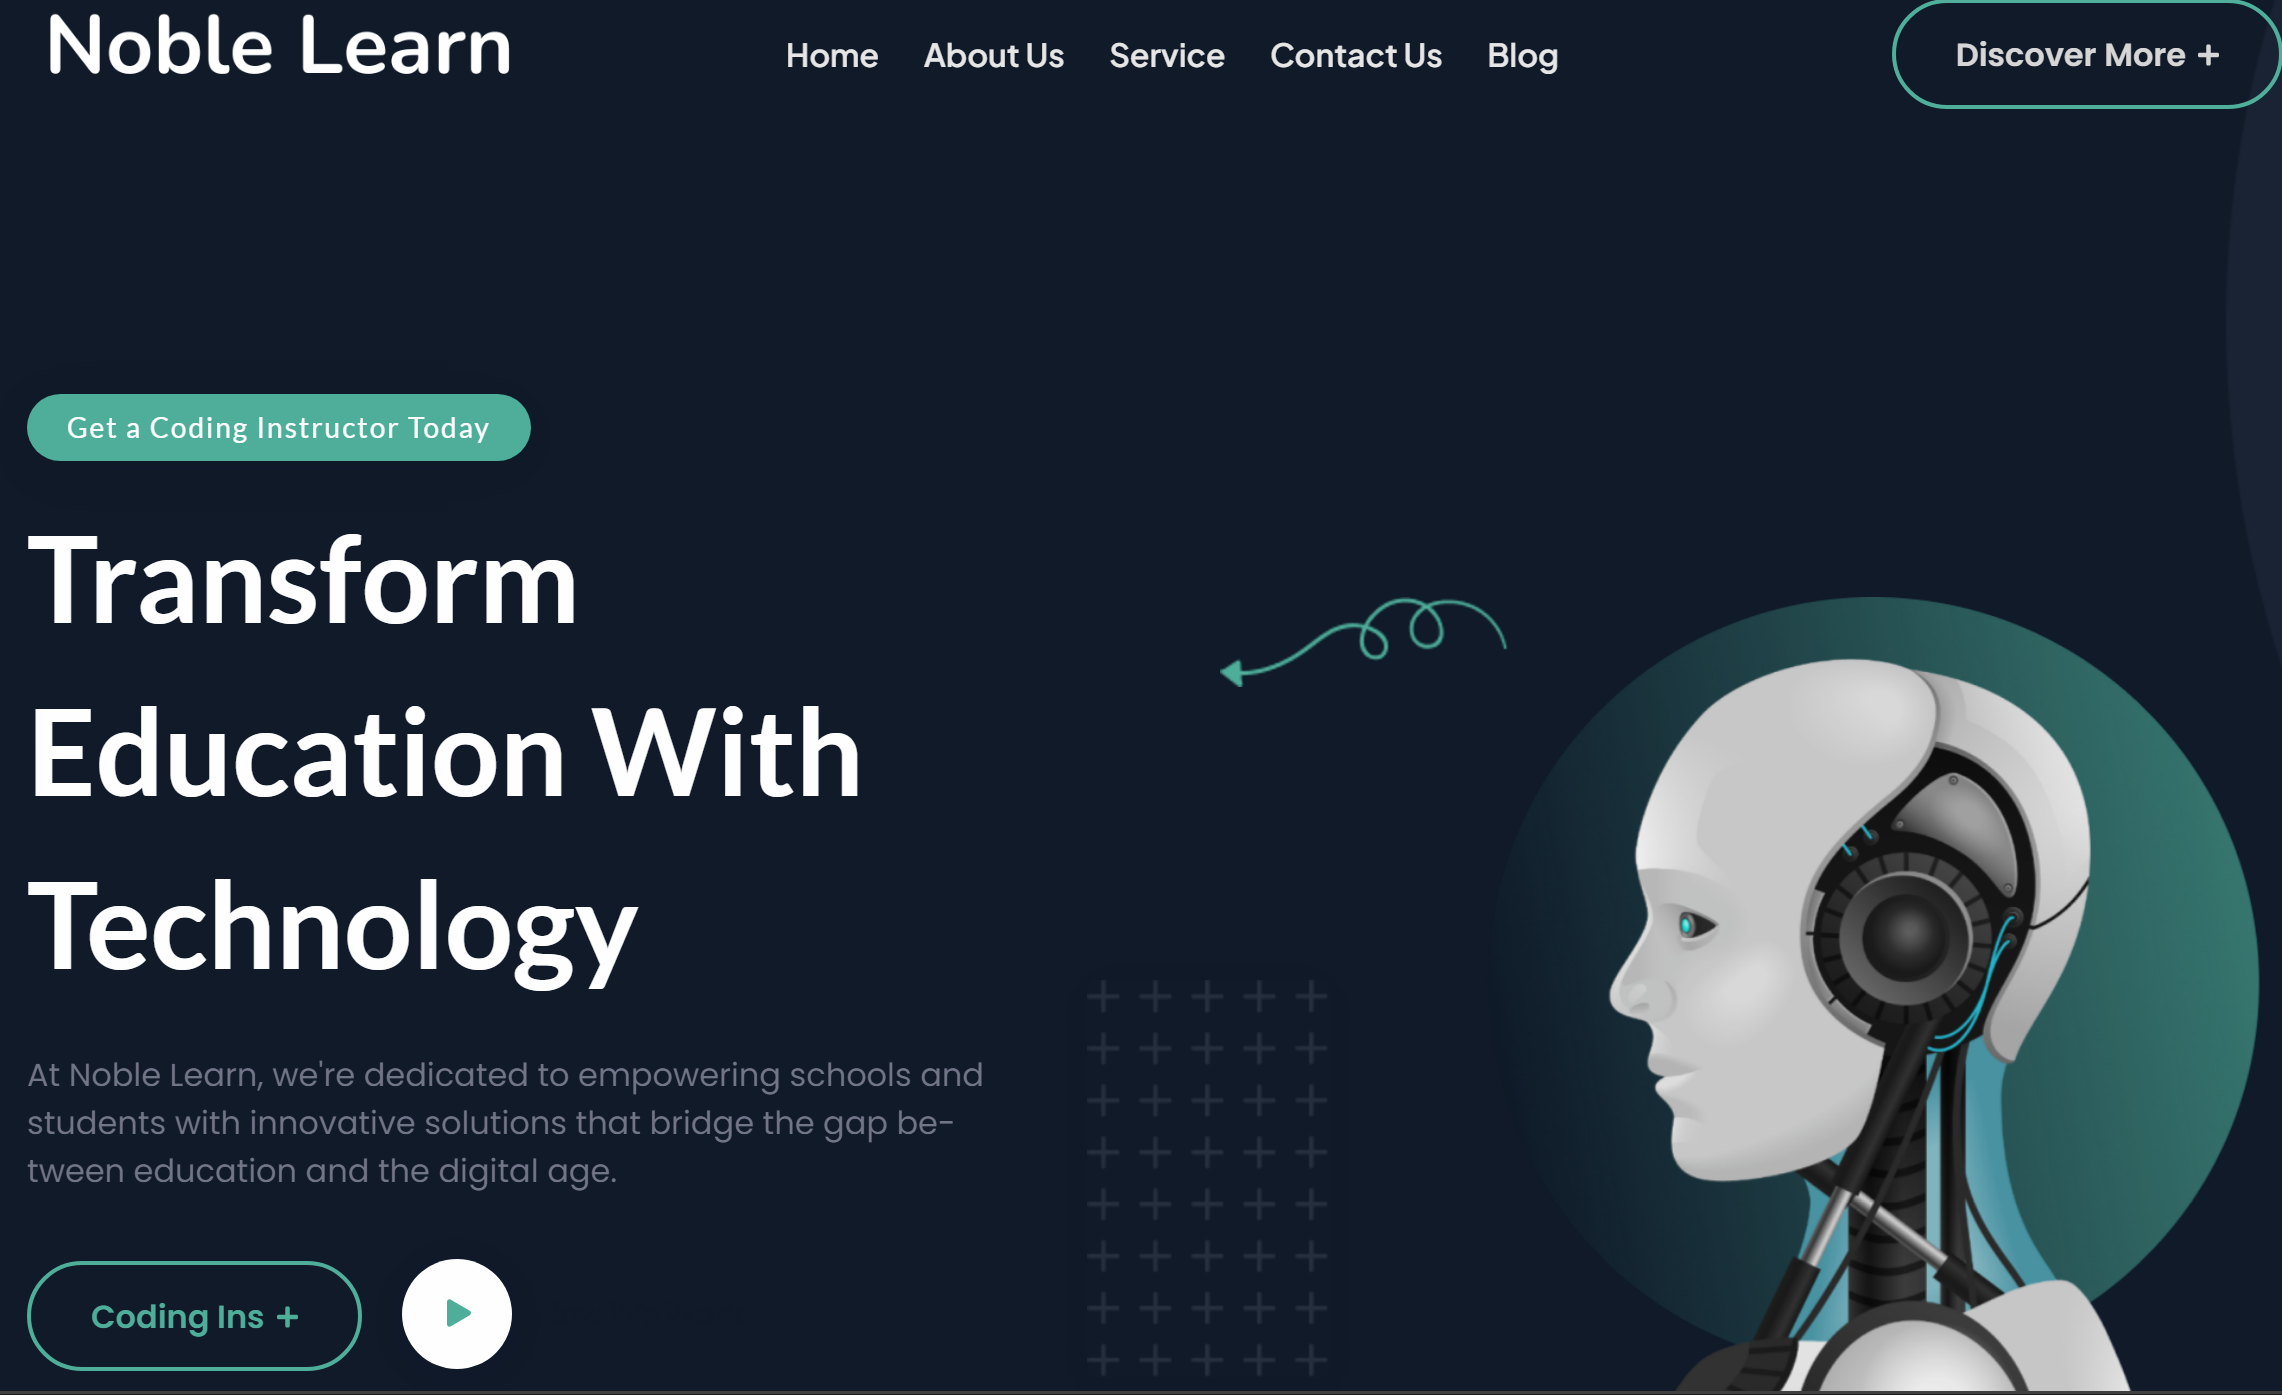 Noble Learn
Home About Us Service Contact Us Blog
Discover More +
Get a Coding Instructor Today
Transform
Education With
Technology
At Noble Learn, we're dedicated to empowering schools and
students with innovative solutions that bridge the gap be-
tween education and the digital age.
Coding Ins +